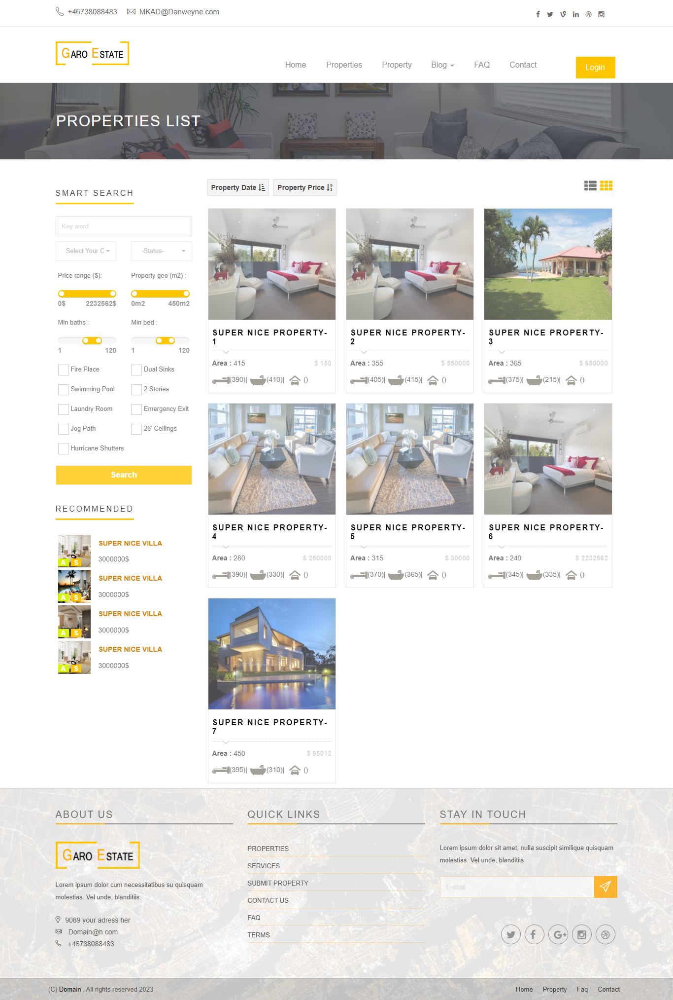 +46738088483 MKAD@Danweyne.com
GARO ESTATE
Home Properties Property Blog FAQ Contact Login
PROPERTIES LIST
SMART SEARCH
Key word
Select Your C -Status-
Price range ($): Property geo (m2) :
0$ 2232562$ 0m2 450m2
Min baths : Min bed :
1 120 1 120
Fire Place Dual Sinks
Swimming Pool 2 Stories
Laundry Room Emergency Exit
Jog Path 26' Ceilings
Hurricane Shutters
Search
RECOMMENDED
SUPER NICE VILLA
3000000$
A S
SUPER NICE VILLA
3000000$
A S
SUPER NICE VILLA
3000000$
A S
SUPER NICE VILLA
3000000$
A S
Property Date Property Price
SUPER NICE PROPERTY-
1
Area : 415 $ 150
(390)| (410)| ()
SUPER NICE PROPERTY-
2
Area : 355 $ 550000
(405)| (415)| ()
SUPER NICE PROPERTY-
3
Area : 365 $ 650000
(375)| (215)| ()
SUPER NICE PROPERTY-
4
Area : 280 $ 250000
(390)| (330)| ()
SUPER NICE PROPERTY-
5
Area : 315 $ 30000
(370)| (365)| ()
SUPER NICE PROPERTY-
6
Area : 240 $ 2232562
(345)| (335)| ()
SUPER NICE PROPERTY-
7
Area : 450 $ 95012
(395)| (310)| ()
ABOUT US
GARO ESTATE
Lorem ipsum dolor cum necessitatibus su quisquam
molestias. Vel unde, blanditiis.
9089 your adress her
Domain@h.com
+46738088483
QUICK LINKS
PROPERTIES
SERVICES
SUBMIT PROPERTY
CONTACT US
FAQ
TERMS
STAY IN TOUCH
Lorem ipsum dolor sit amet, nulla suscipit similique quisquam
molestias. Vel unde, blanditiis
E-mail
(C) Domain , All rights reserved 2023
Home Property Faq Contact